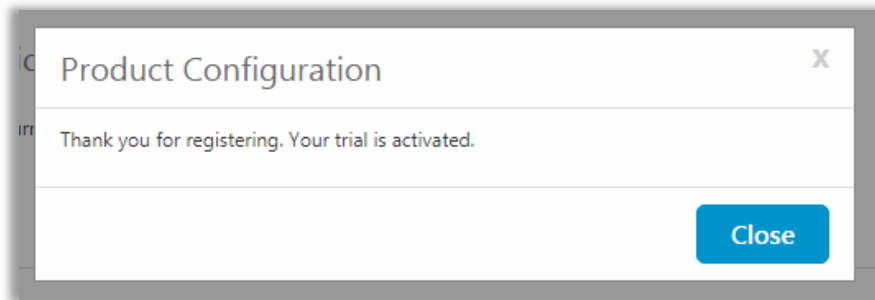 Product Configuration
X
Thank you for registering. Your trial is activated.
Close